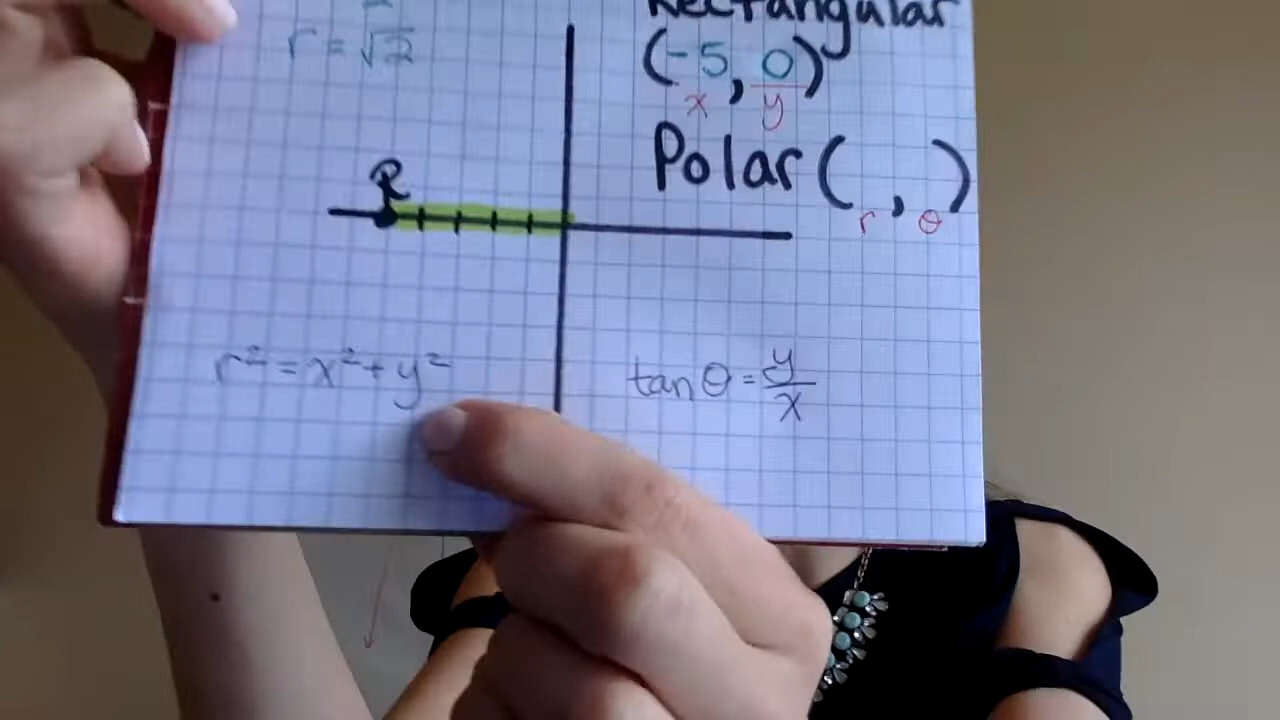 Rectangular
r = √2
(-5, 0)
x y
Polar ( , )
r θ
R
r² = x² + y²
tan θ = y/x